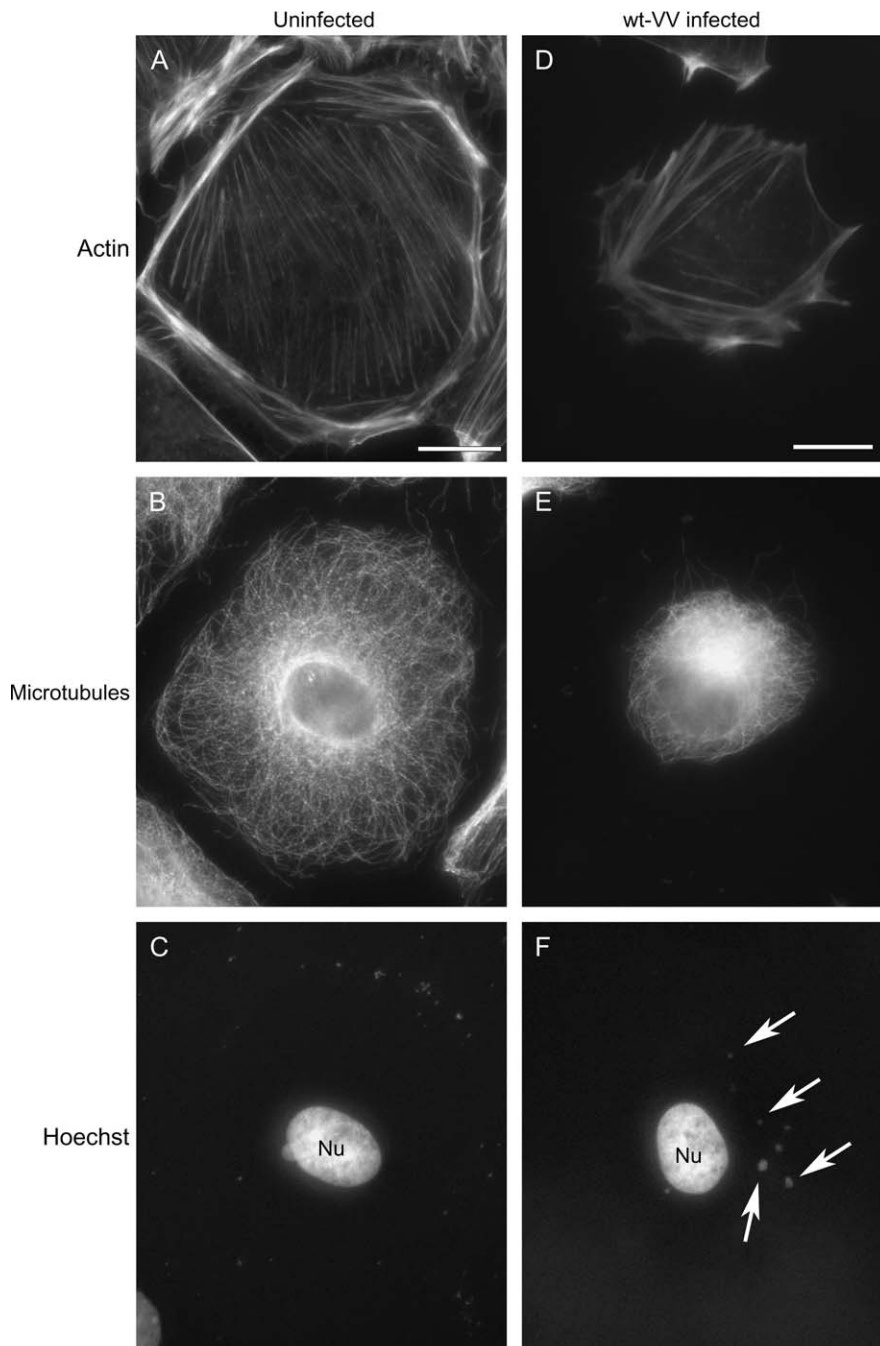 Uninfected
wt-VV infected
A
D
Actin
B
E
Microtubules
C
F
Hoechst
Nu
Nu